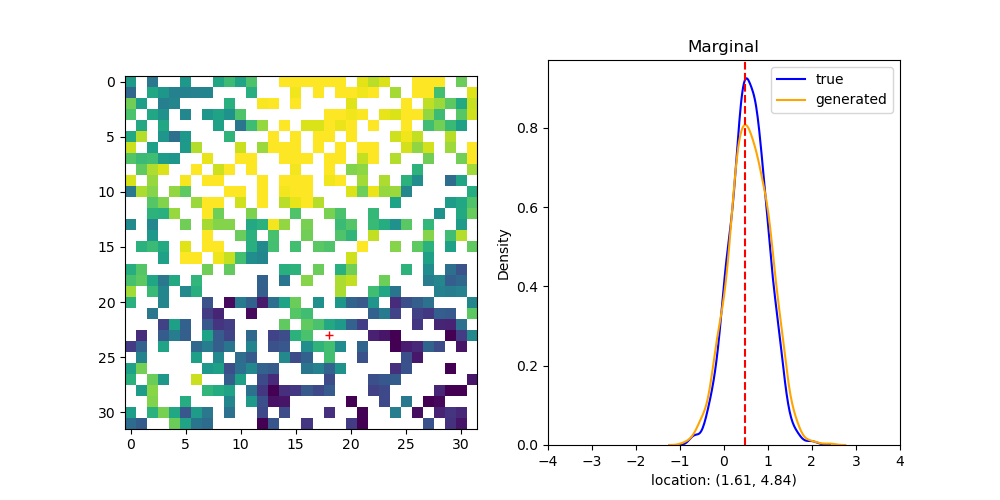 Marginal
true
generated
0
5
10
15
20
25
30
0 5 10 15 20 25 30
Density
0.8
0.6
0.4
0.2
0.0
−4 −3 −2 −1 0 1 2 3 4
location: (1.61, 4.84)